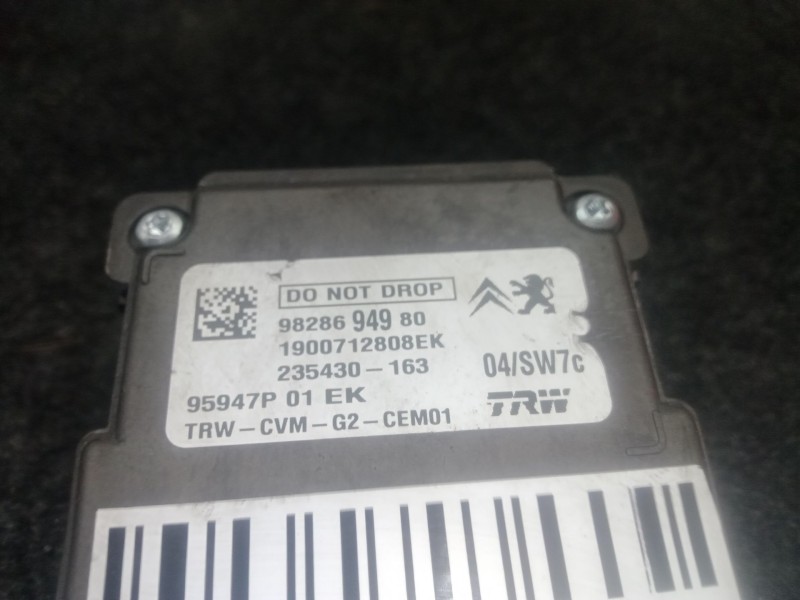 DO NOT DROP
98286 949 80
1900712808EK
235430-163
04/SW7c
95947P 01 EK
TRW
TRW-CVM-G2-CEM01